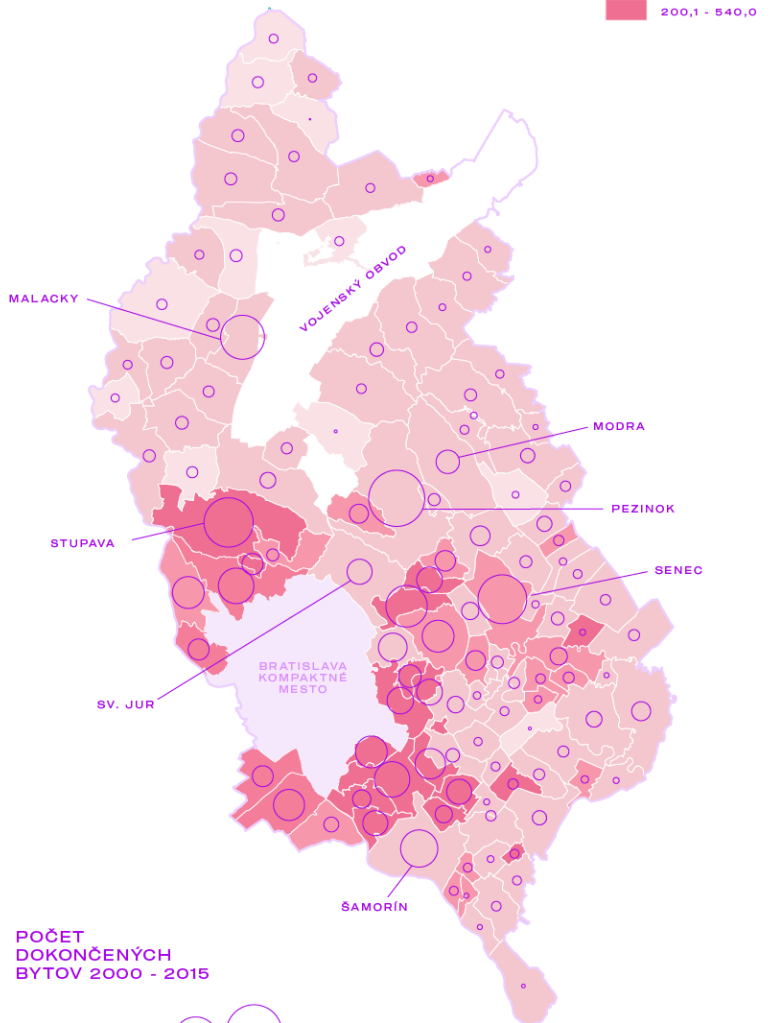 200,1 - 540,0
VOJENSKÝ OBVOD
MALACKY
MODRA
PEZINOK
STUPAVA
SENEC
BRATISLAVA
KOMPAKTNÉ
MESTO
SV. JUR
ŠAMORÍN
POČET
DOKONČENÝCH
BYTOV 2000 - 2015